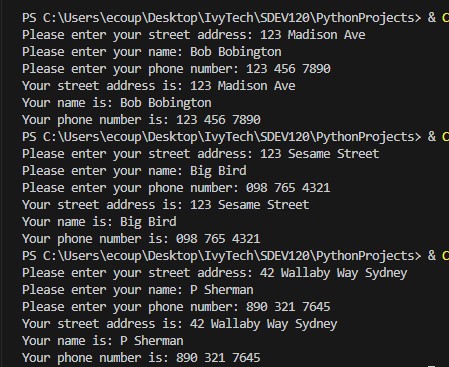 PS C:\Users\ecoup\Desktop\IvyTech\SDEV120\PythonProjects> & C
Please enter your street address: 123 Madison Ave
Please enter your name: Bob Bobington
Please enter your phone number: 123 456 7890
Your street address is: 123 Madison Ave
Your name is: Bob Bobington
Your phone number is: 123 456 7890
PS C:\Users\ecoup\Desktop\IvyTech\SDEV120\PythonProjects> & C
Please enter your street address: 123 Sesame Street
Please enter your name: Big Bird
Please enter your phone number: 098 765 4321
Your street address is: 123 Sesame Street
Your name is: Big Bird
Your phone number is: 098 765 4321
PS C:\Users\ecoup\Desktop\IvyTech\SDEV120\PythonProjects> & C
Please enter your street address: 42 Wallaby Way Sydney
Please enter your name: P Sherman
Please enter your phone number: 890 321 7645
Your street address is: 42 Wallaby Way Sydney
Your name is: P Sherman
Your phone number is: 890 321 7645